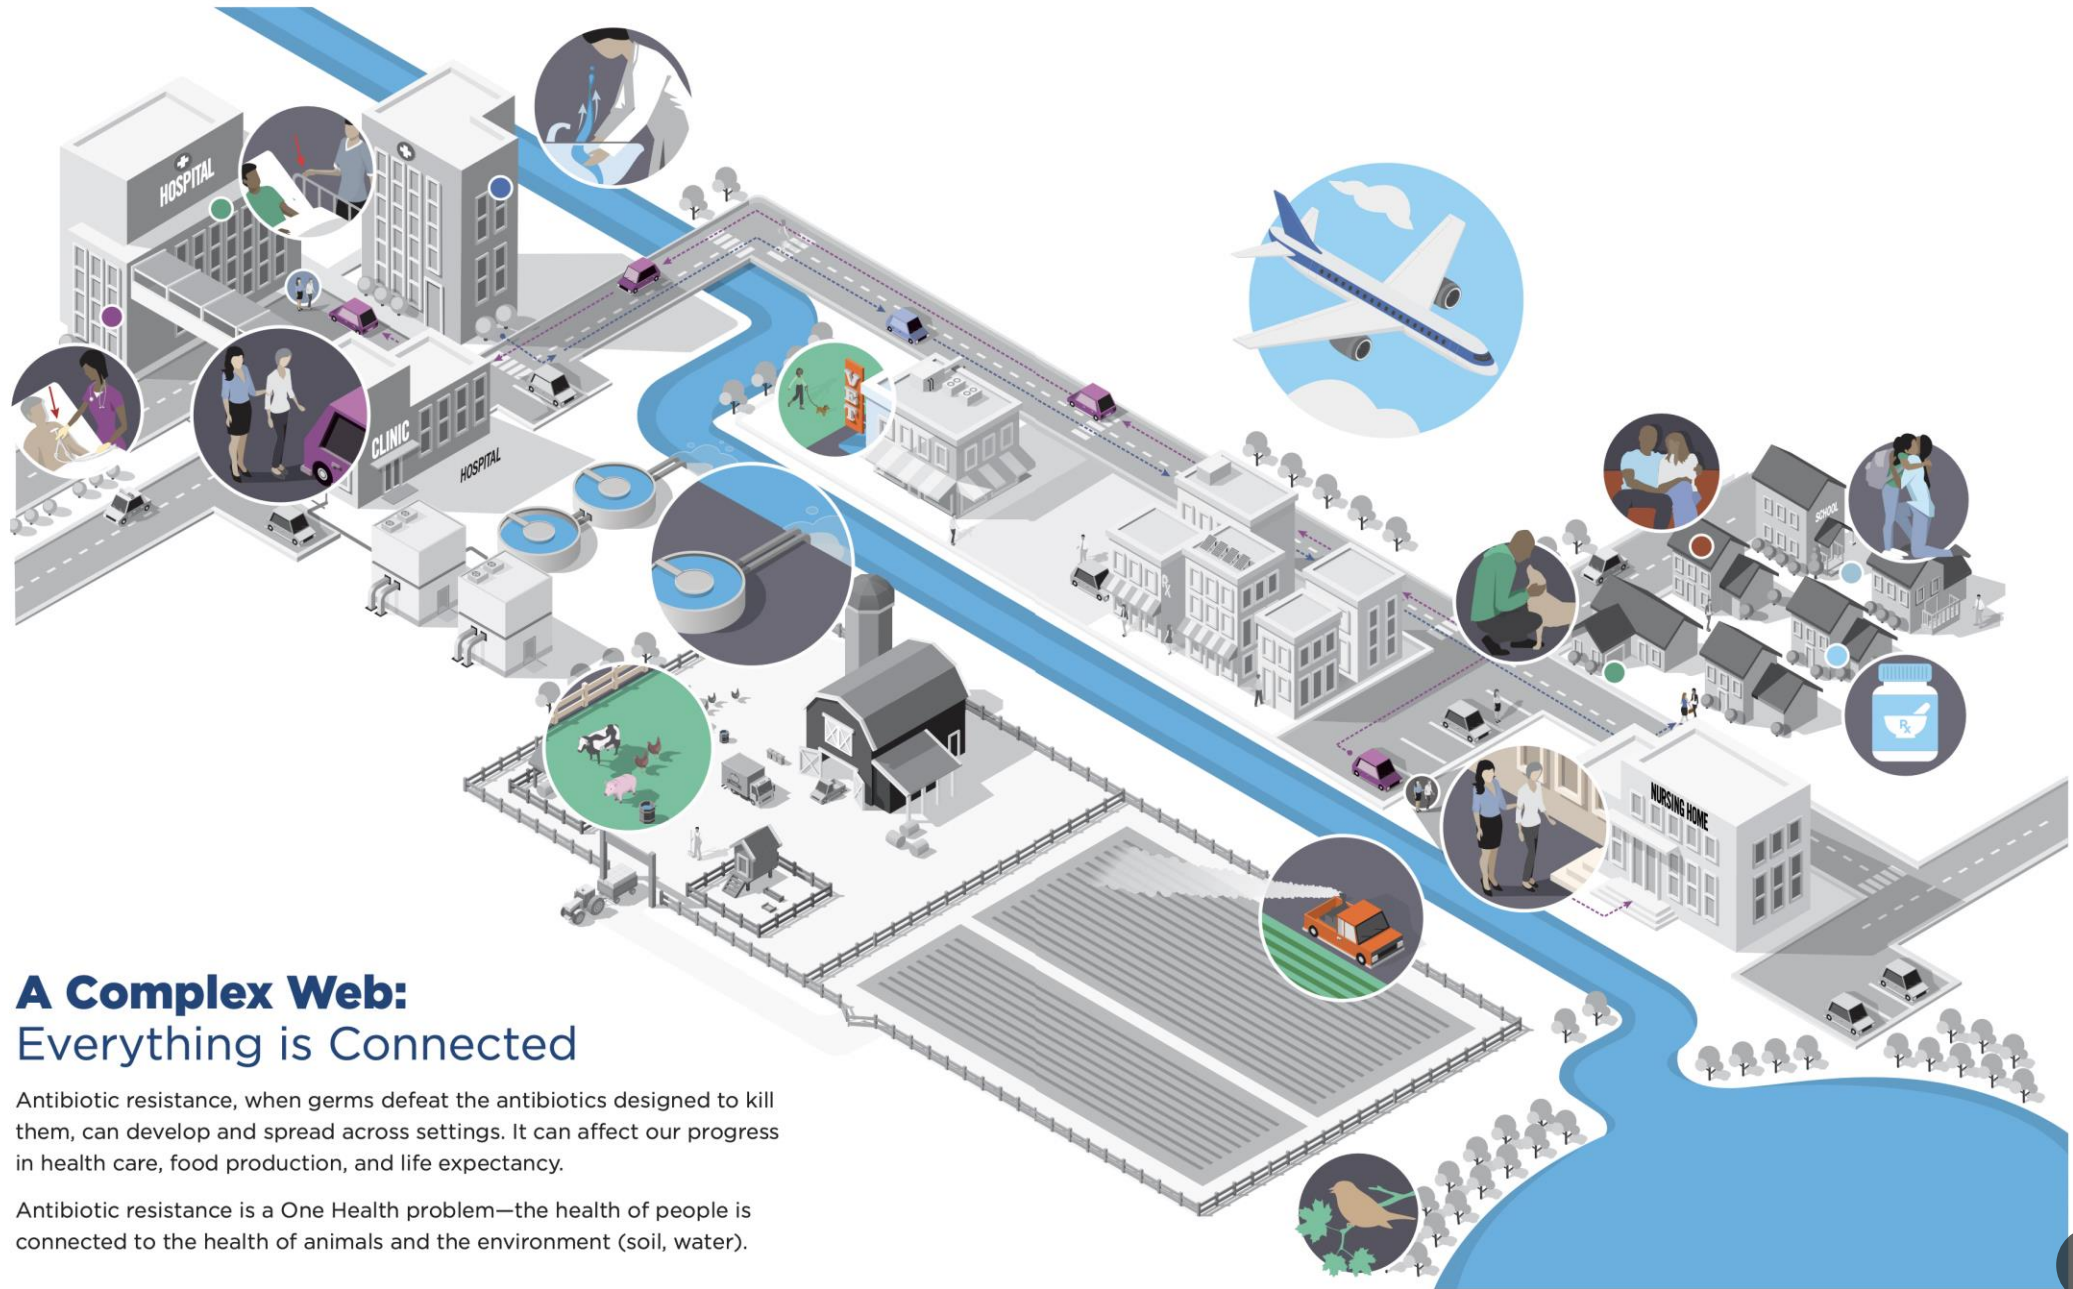 HOSPITAL
CLINIC
HOSPITAL
VET
RX
SCHOOL
Rx
NURSING HOME
A Complex Web:
Everything is Connected
Antibiotic resistance, when germs defeat the antibiotics designed to kill
them, can develop and spread across settings. It can affect our progress
in health care, food production, and life expectancy.
Antibiotic resistance is a One Health problem—the health of people is
connected to the health of animals and the environment (soil, water).